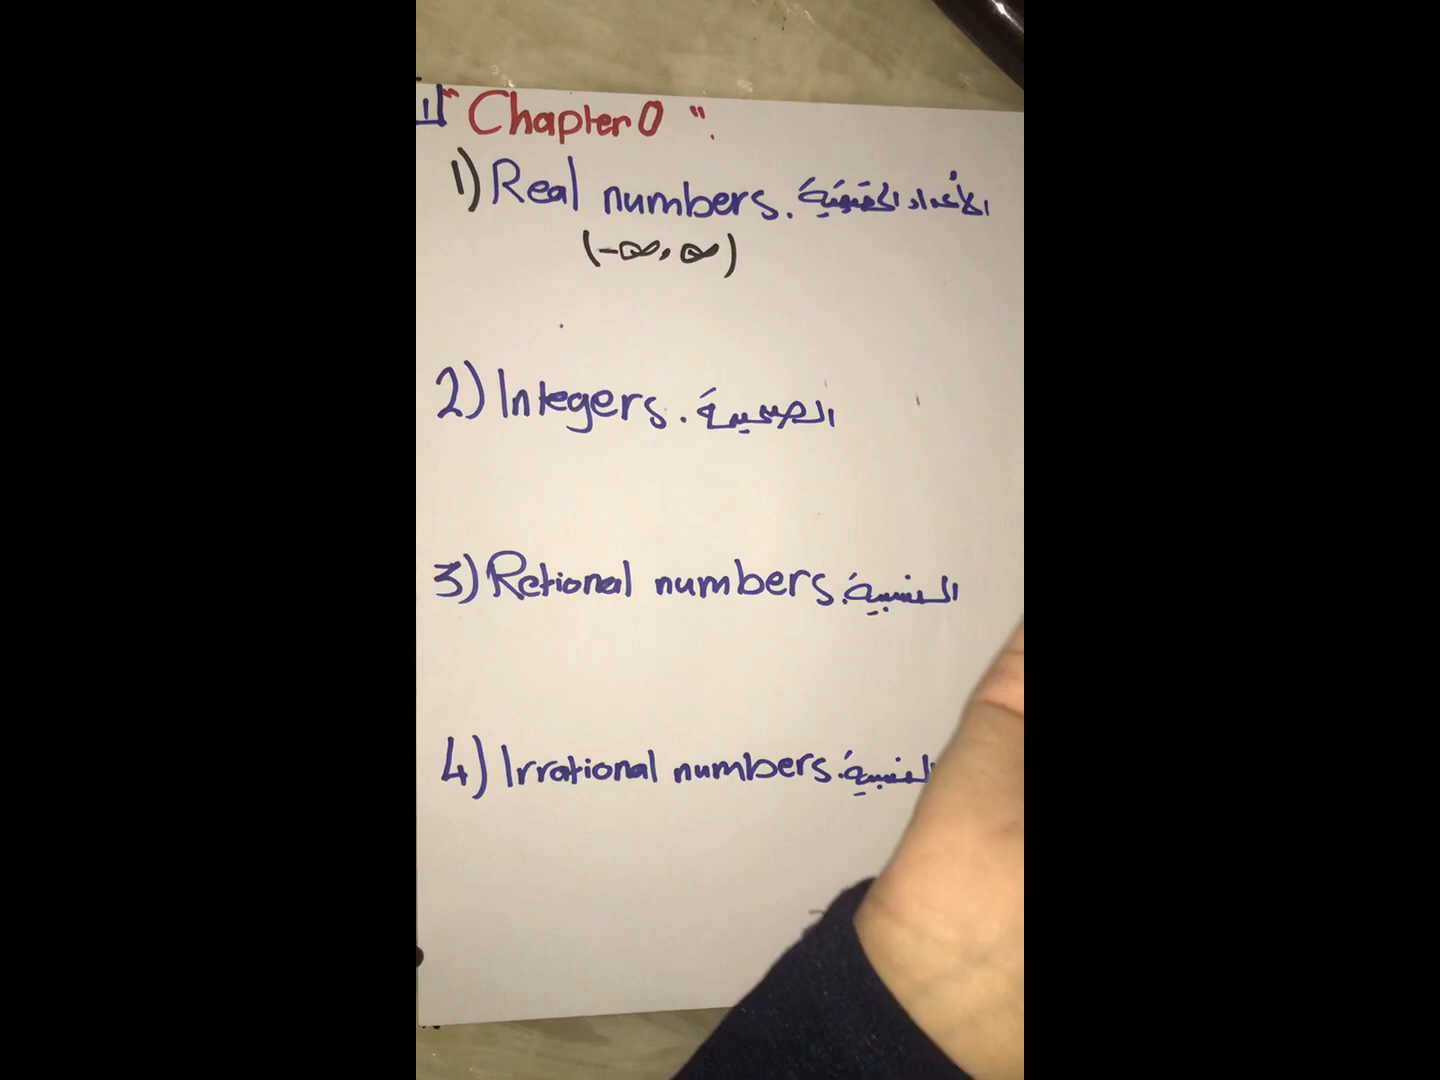 "Chapter 0".
1) Real numbers. الأعداد الحقيقية
(-∞, ∞)
2) Integers. الصحيحة
3) Rational numbers. النسبية
4) Irrational numbers.